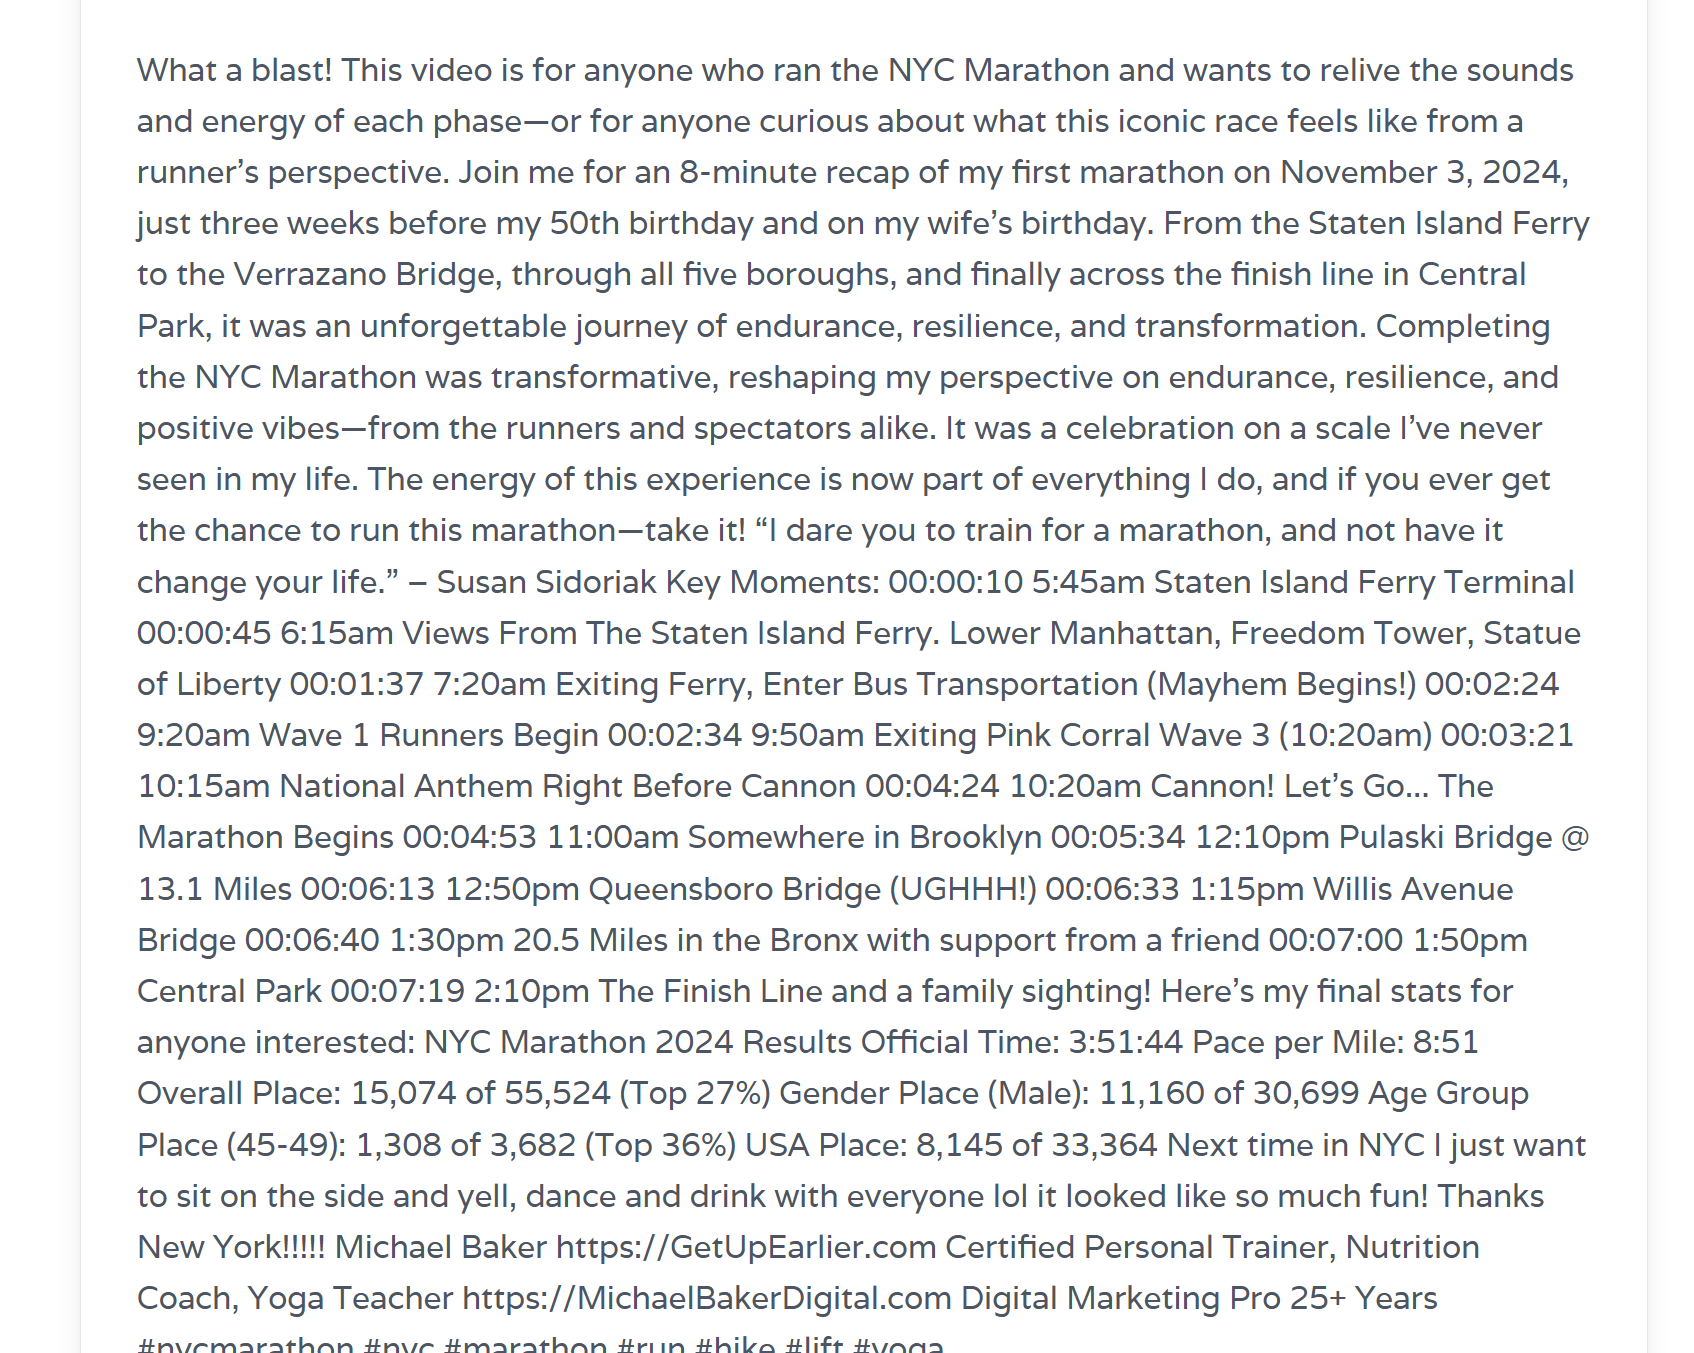 What a blast! This video is for anyone who ran the NYC Marathon and wants to relive the sounds
and energy of each phase—or for anyone curious about what this iconic race feels like from a
runner’s perspective. Join me for an 8-minute recap of my first marathon on November 3, 2024,
just three weeks before my 50th birthday and on my wife’s birthday. From the Staten Island Ferry
to the Verrazano Bridge, through all five boroughs, and finally across the finish line in Central
Park, it was an unforgettable journey of endurance, resilience, and transformation. Completing
the NYC Marathon was transformative, reshaping my perspective on endurance, resilience, and
positive vibes—from the runners and spectators alike. It was a celebration on a scale I’ve never
seen in my life. The energy of this experience is now part of everything I do, and if you ever get
the chance to run this marathon—take it! “I dare you to train for a marathon, and not have it
change your life.” – Susan Sidoriak Key Moments: 00:00:10 5:45am Staten Island Ferry Terminal
00:00:45 6:15am Views From The Staten Island Ferry. Lower Manhattan, Freedom Tower, Statue
of Liberty 00:01:37 7:20am Exiting Ferry, Enter Bus Transportation (Mayhem Begins!) 00:02:24
9:20am Wave 1 Runners Begin 00:02:34 9:50am Exiting Pink Corral Wave 3 (10:20am) 00:03:21
10:15am National Anthem Right Before Cannon 00:04:24 10:20am Cannon! Let’s Go… The
Marathon Begins 00:04:53 11:00am Somewhere in Brooklyn 00:05:34 12:10pm Pulaski Bridge @
13.1 Miles 00:06:13 12:50pm Queensboro Bridge (UGHHH!) 00:06:33 1:15pm Willis Avenue
Bridge 00:06:40 1:30pm 20.5 Miles in the Bronx with support from a friend 00:07:00 1:50pm
Central Park 00:07:19 2:10pm The Finish Line and a family sighting! Here’s my final stats for
anyone interested: NYC Marathon 2024 Results Official Time: 3:51:44 Pace per Mile: 8:51
Overall Place: 15,074 of 55,524 (Top 27%) Gender Place (Male): 11,160 of 30,699 Age Group
Place (45-49): 1,308 of 3,682 (Top 36%) USA Place: 8,145 of 33,364 Next time in NYC I just want
to sit on the side and yell, dance and drink with everyone lol it looked like so much fun! Thanks
New York!!!!! Michael Baker https://GetUpEarlier.com Certified Personal Trainer, Nutrition
Coach, Yoga Teacher https://MichaelBakerDigital.com Digital Marketing Pro 25+ Years
#nycmarathon #nyc #marathon #run #hike #lift #yoga